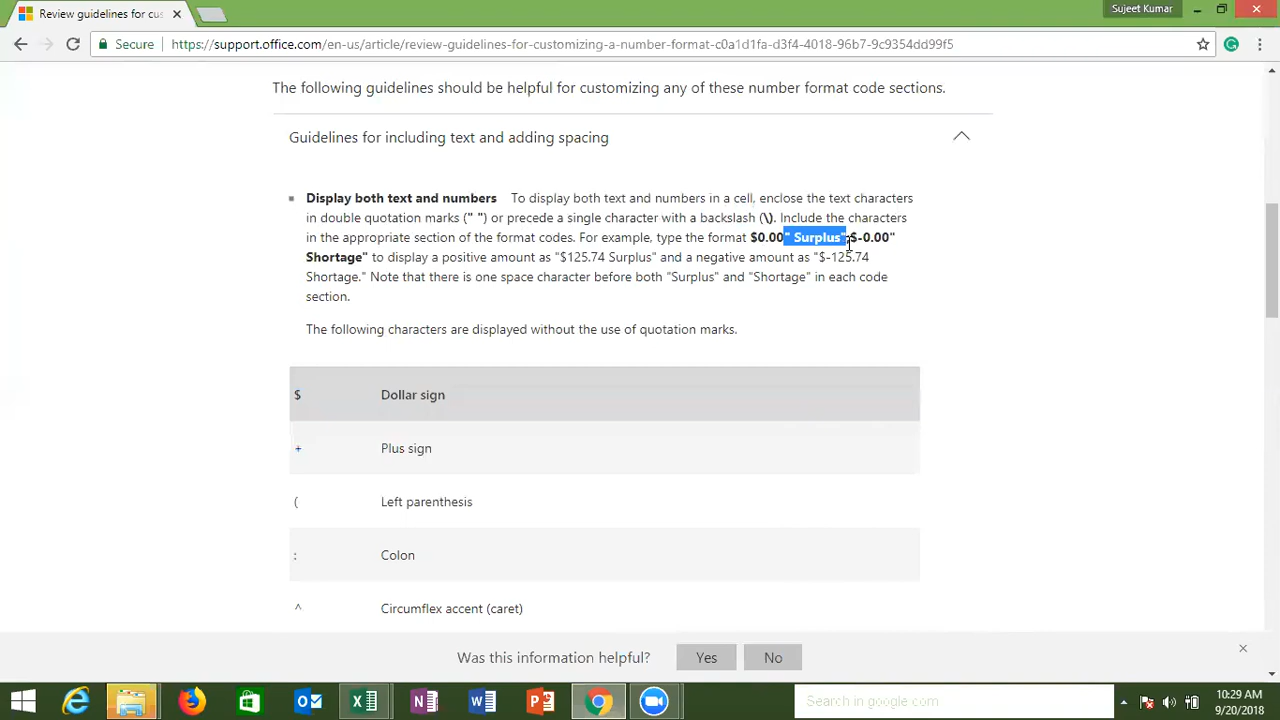 Review guidelines for cus
Sujeet Kumar
Secure
https://support.office.com/en-us/article/review-guidelines-for-customizing-a-number-format-c0a1d1fa-d3f4-4018-96b7-9c9354dd99f5
The following guidelines should be helpful for customizing any of these number format code sections.
Guidelines for including text and adding spacing
Display both text and numbers To display both text and numbers in a cell, enclose the text characters
in double quotation marks (" ") or precede a single character with a backslash (\). Include the characters
in the appropriate section of the format codes. For example, type the format $0.00" Surplus";$-0.00"
Shortage" to display a positive amount as "$125.74 Surplus" and a negative amount as "$-125.74
Shortage." Note that there is one space character before both "Surplus" and "Shortage" in each code
section.
The following characters are displayed without the use of quotation marks.
$ Dollar sign
+ Plus sign
( Left parenthesis
: Colon
^ Circumflex accent (caret)
Was this information helpful? Yes No
Search in google.com
10:29 AM
9/20/2018